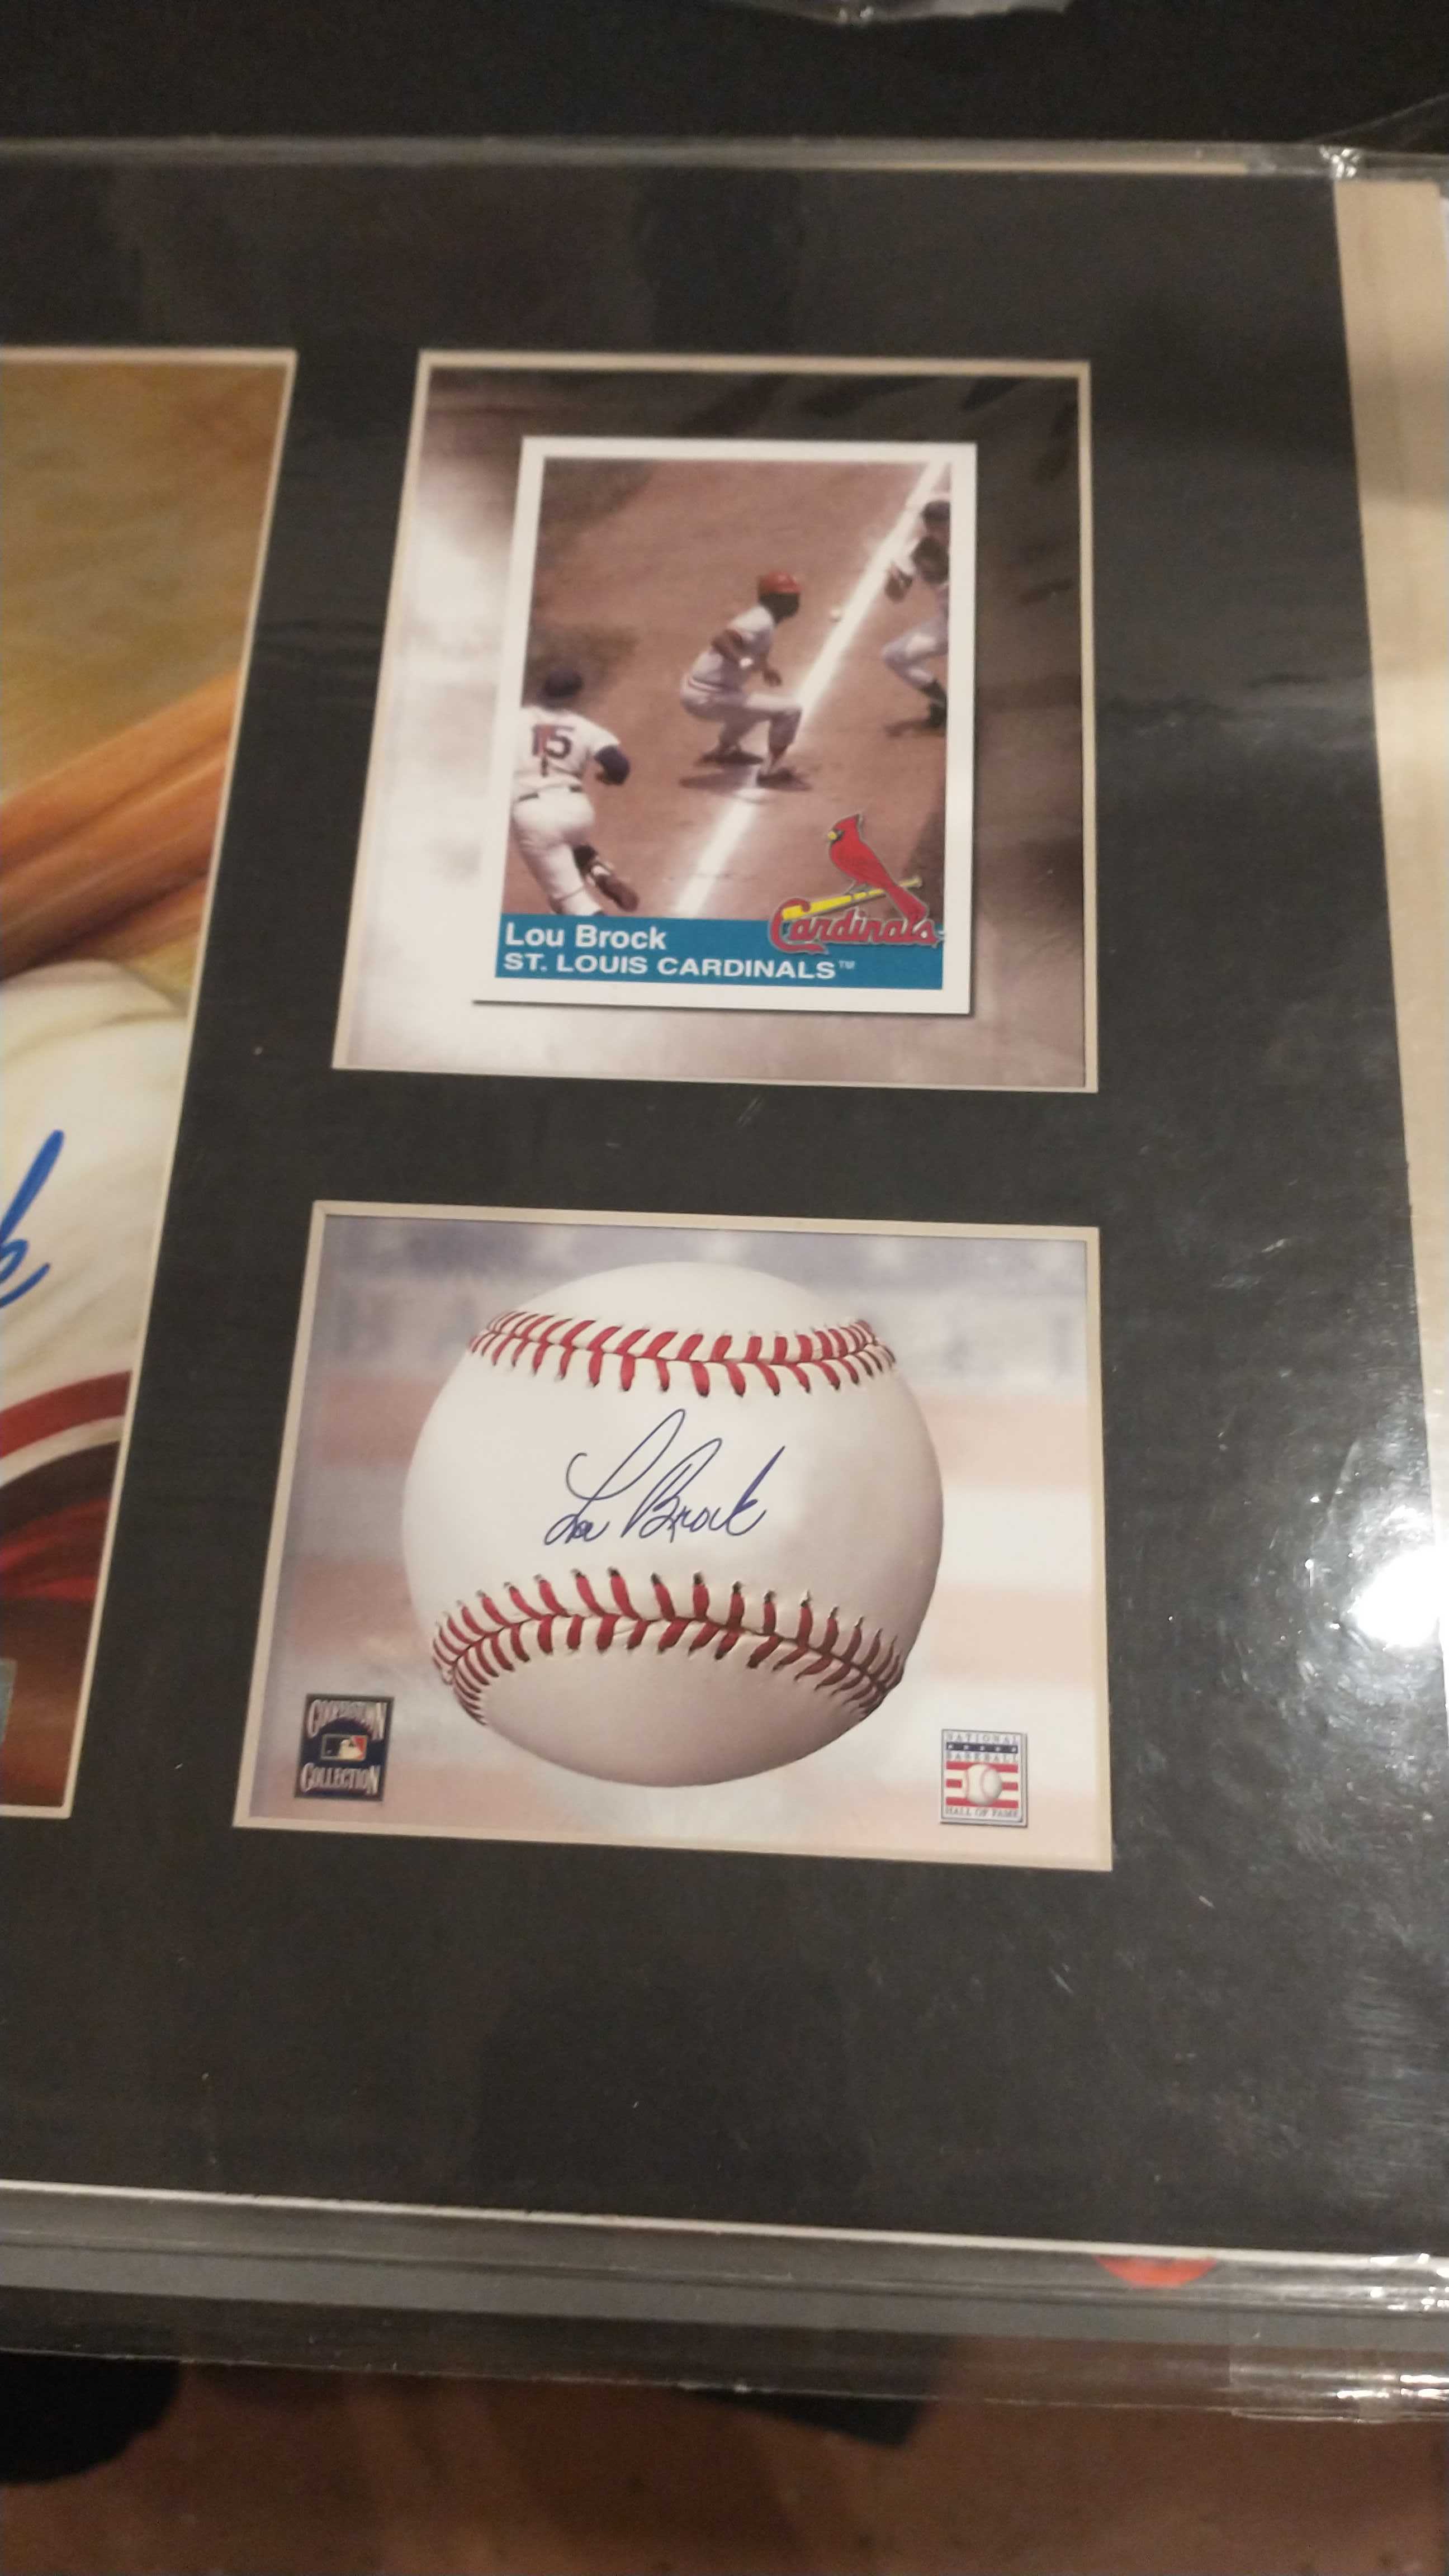 15
Cardinals
Lou Brock
ST. LOUIS CARDINALS™
k
Lou Brock
COOPERSTOWN
COLLECTION
NATIONAL
BASEBALL
HALL OF FAME